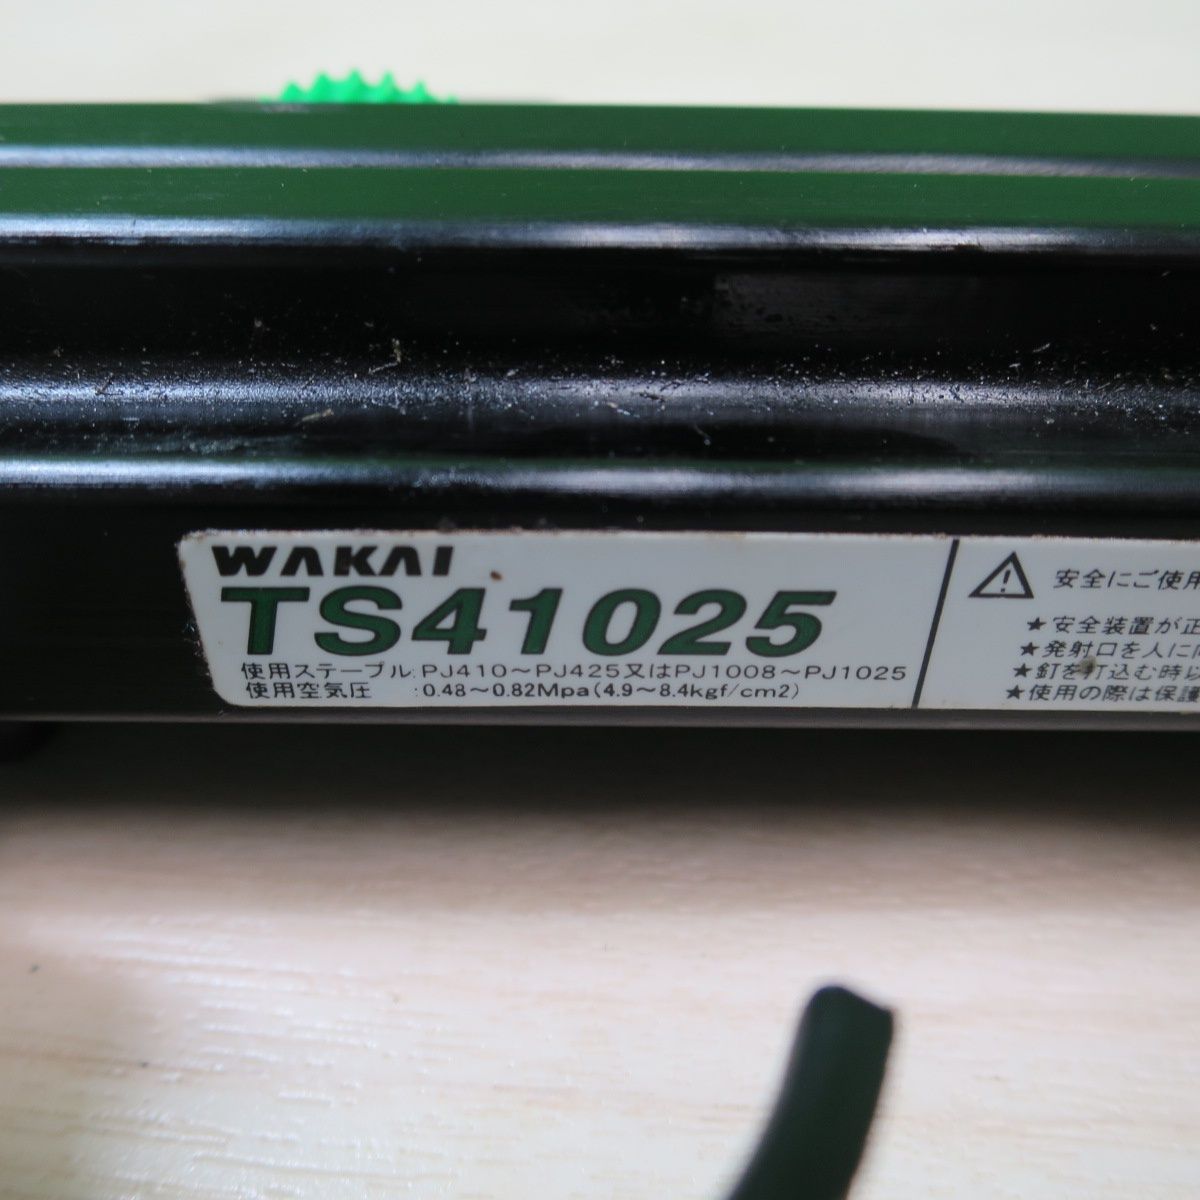 WAKAI
TS41025
使用ステープル:PJ410～PJ425又はPJ1008～PJ1025
使用空気圧 :0.48～0.82Mpa(4.9～8.4kgf/cm2)
安全にご使用
★安全装置が正
★発射口を人に向
★釘を打込む時以
★使用の際は保護